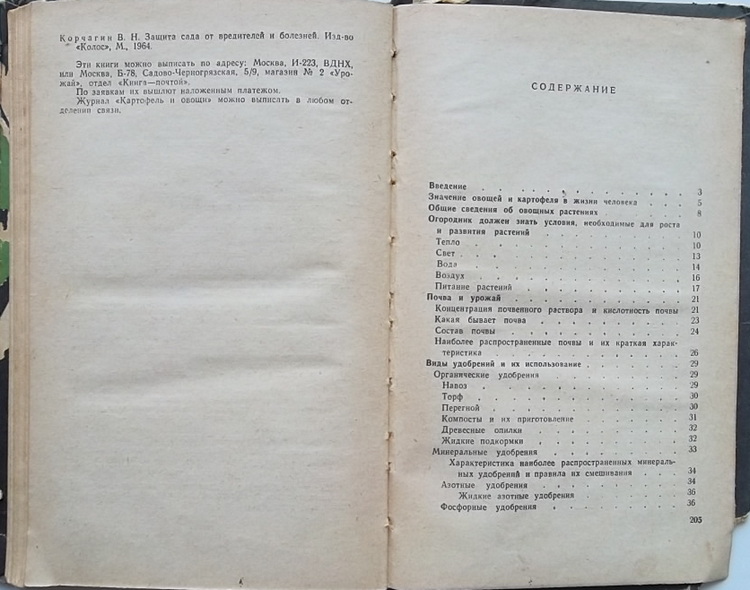 Корчагин В. Н. Защита сада от вредителей и болезней. Изд-во
«Колос», М., 1964.
Эти книги можно выписать по адресу: Москва, И-223, ВДНХ,
или Москва, Б-78, Садово-Черногрязская, 5/9, магазин № 2 «Уро-
жай», отдел «Книга—почтой».
По заявкам их вышлют наложенным платежом.
Журнал «Картофель и овощи» можно выписать в любом от-
делении связи.
СОДЕРЖАНИЕ
Введение . . . . . . . . . . . 3
Значение овощей и картофеля в жизни человека . . . 5
Общие сведения об овощных растениях . . . . . 8
Огородник должен знать условия, необходимые для роста
и развития растений . . . . . . . . 10
Тепло . . . . . . . . . . . 10
Свет . . . . . . . . . . . 13
Вода . . . . . . . . . . . 14
Воздух . . . . . . . . . . . 16
Питание растений . . . . . . . . . 17
Почва и урожай . . . . . . . . . 21
Концентрация почвенного раствора и кислотность почвы 21
Какая бывает почва . . . . . . . . 23
Состав почвы . . . . . . . . . . 24
Наиболее распространенные почвы и их краткая харак-
теристика . . . . . . . . . . 26
Виды удобрений и их использование . . . . . . 29
Органические удобрения . . . . . . . . 29
Навоз . . . . . . . . . . . 29
Торф . . . . . . . . . . . 30
Перегной . . . . . . . . . . 30
Компосты и их приготовление . . . . . . 31
Древесные опилки . . . . . . . . 32
Жидкие подкормки . . . . . . . . 32
Минеральные удобрения . . . . . . . . 33
Характеристика наиболее распространенных минераль-
ных удобрений и правила их смешивания . . . 34
Азотные удобрения . . . . . . . . 34
Жидкие азотные удобрения . . . . . . 36
Фосфорные удобрения . . . . . . . . 36
205